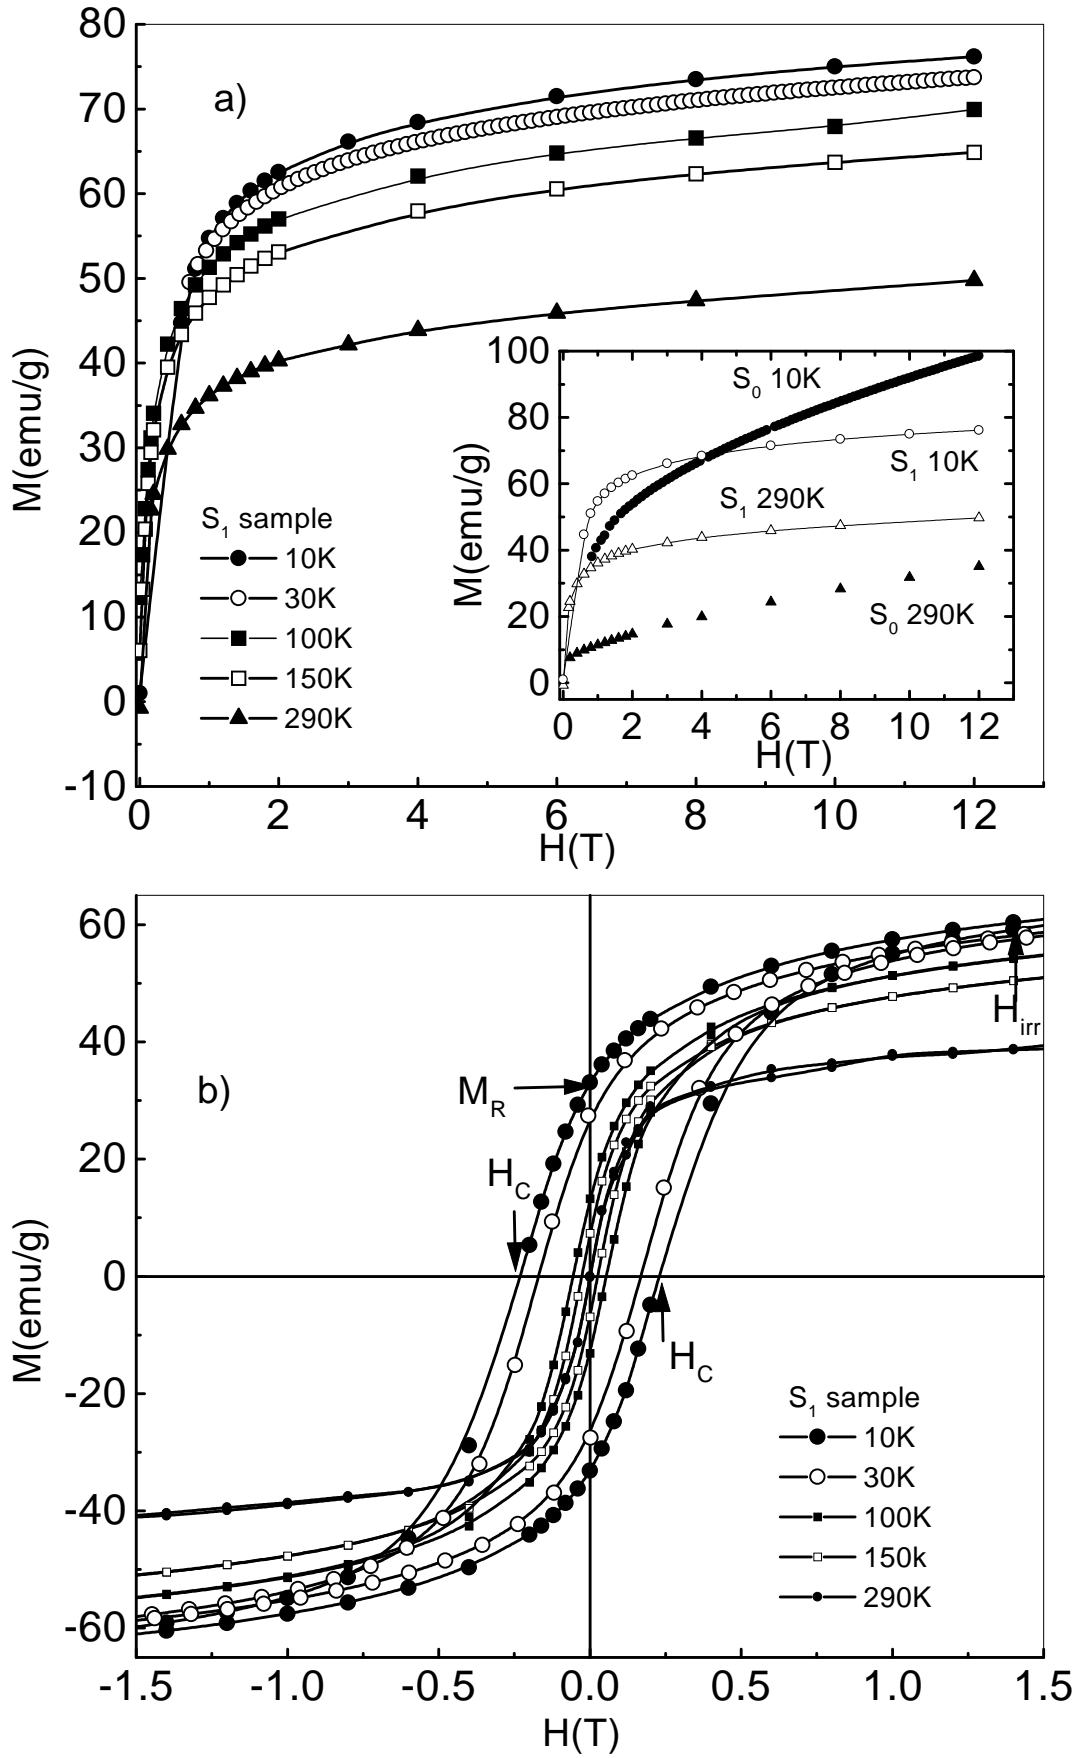 80
70
60
50
40
30
20
10
0
-10
M(emu/g)
a)
S1 sample
10K
30K
100K
150K
290K
0 2 4 6 8 10 12
H(T)
100
80
60
40
20
0
M(emu/g)
S0 10K
S1 10K
S1 290K
S0 290K
0 2 4 6 8 10 12
H(T)
60
40
20
0
-20
-40
-60
M(emu/g)
b)
MR
HC
Hirr
HC
S1 sample
10K
30K
100K
150k
290K
-1.5 -1.0 -0.5 0.0 0.5 1.0 1.5
H(T)